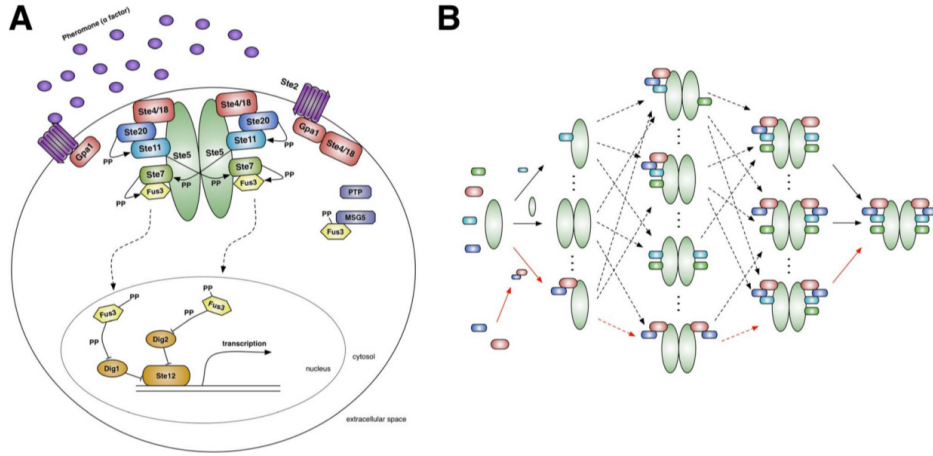 A
B
Pheromone (α factor)
Ste2
Gpa1
Ste4/18
Ste4/18
Ste20
Ste20
Ste11
Ste11
PP
PP
Ste5
Ste5
Gpa1
Ste4/18
Ste7
Ste7
PP
PP
PP
Fus3
Fus3
PP
PTP
PP
MSG5
Fus3
PP
Fus3
PP
PP
Fus3
PP
Dig2
transcription
Dig1
Ste12
cytosol
nucleus
extracellular space